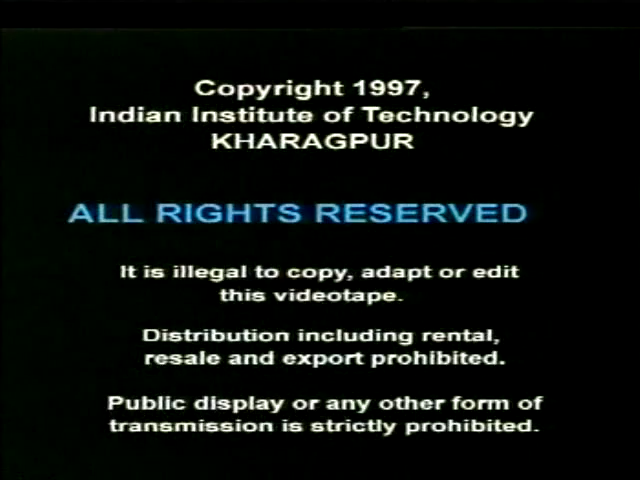 Copyright 1997,
Indian Institute of Technology
KHARAGPUR
ALL RIGHTS RESERVED
It is illegal to copy, adapt or edit
this videotape.
Distribution including rental,
resale and export prohibited.
Public display or any other form of
transmission is strictly prohibited.